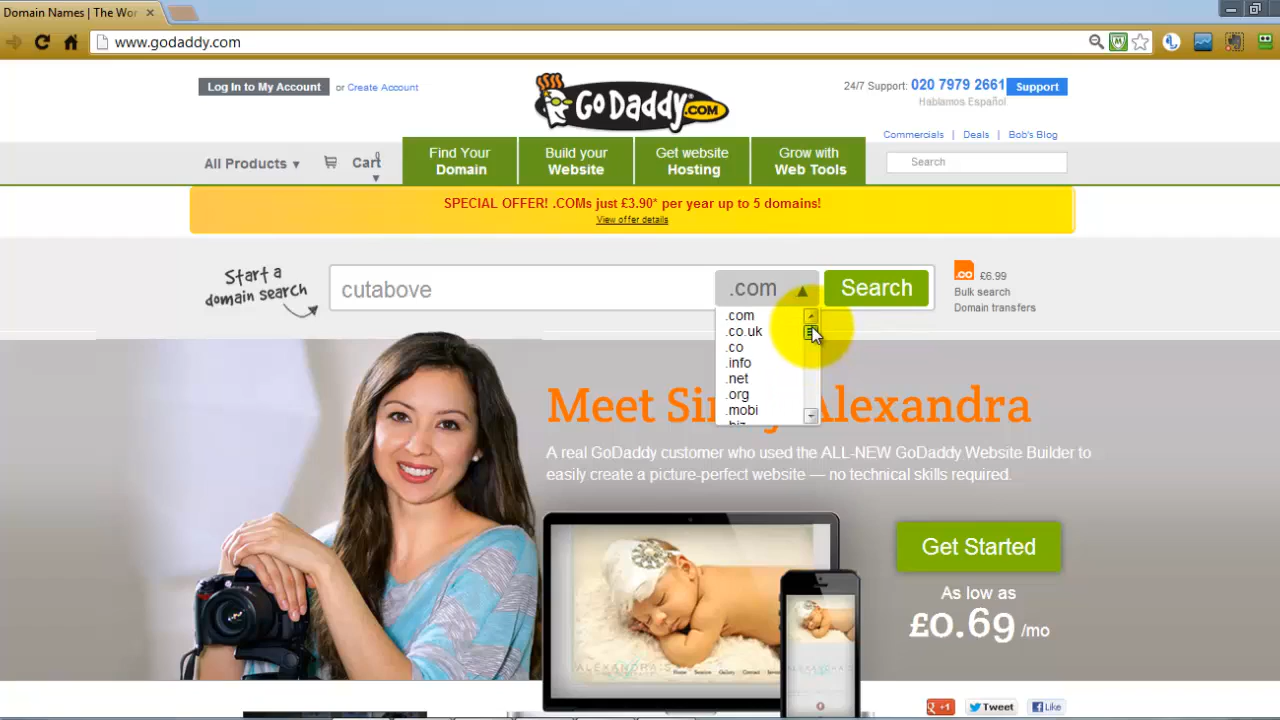 Domain Names | The Wor
www.godaddy.com
Log In to My Account or Create Account
GO DADDY.COM
24/7 Support: 020 7979 2661 Support
Hablamos Español
Commercials | Deals | Bob's Blog
All Products ▾ Cart
Find Your Domain
Build your Website
Get website Hosting
Grow with Web Tools
Search
SPECIAL OFFER! .COMs just £3.90* per year up to 5 domains!
View offer details
Start a
domain search
cutabove
.com
Search
.co £6.99
Bulk search
Domain transfers
.com
.co.uk
.co
.info
.net
.org
.mobi
.biz
Meet Alexandra
A real GoDaddy customer who used the ALL-NEW GoDaddy Website Builder to
easily create a picture-perfect website — no technical skills required.
Get Started
As low as
£0.69 /mo
ALEXANDRA'S
g +1 Tweet Like